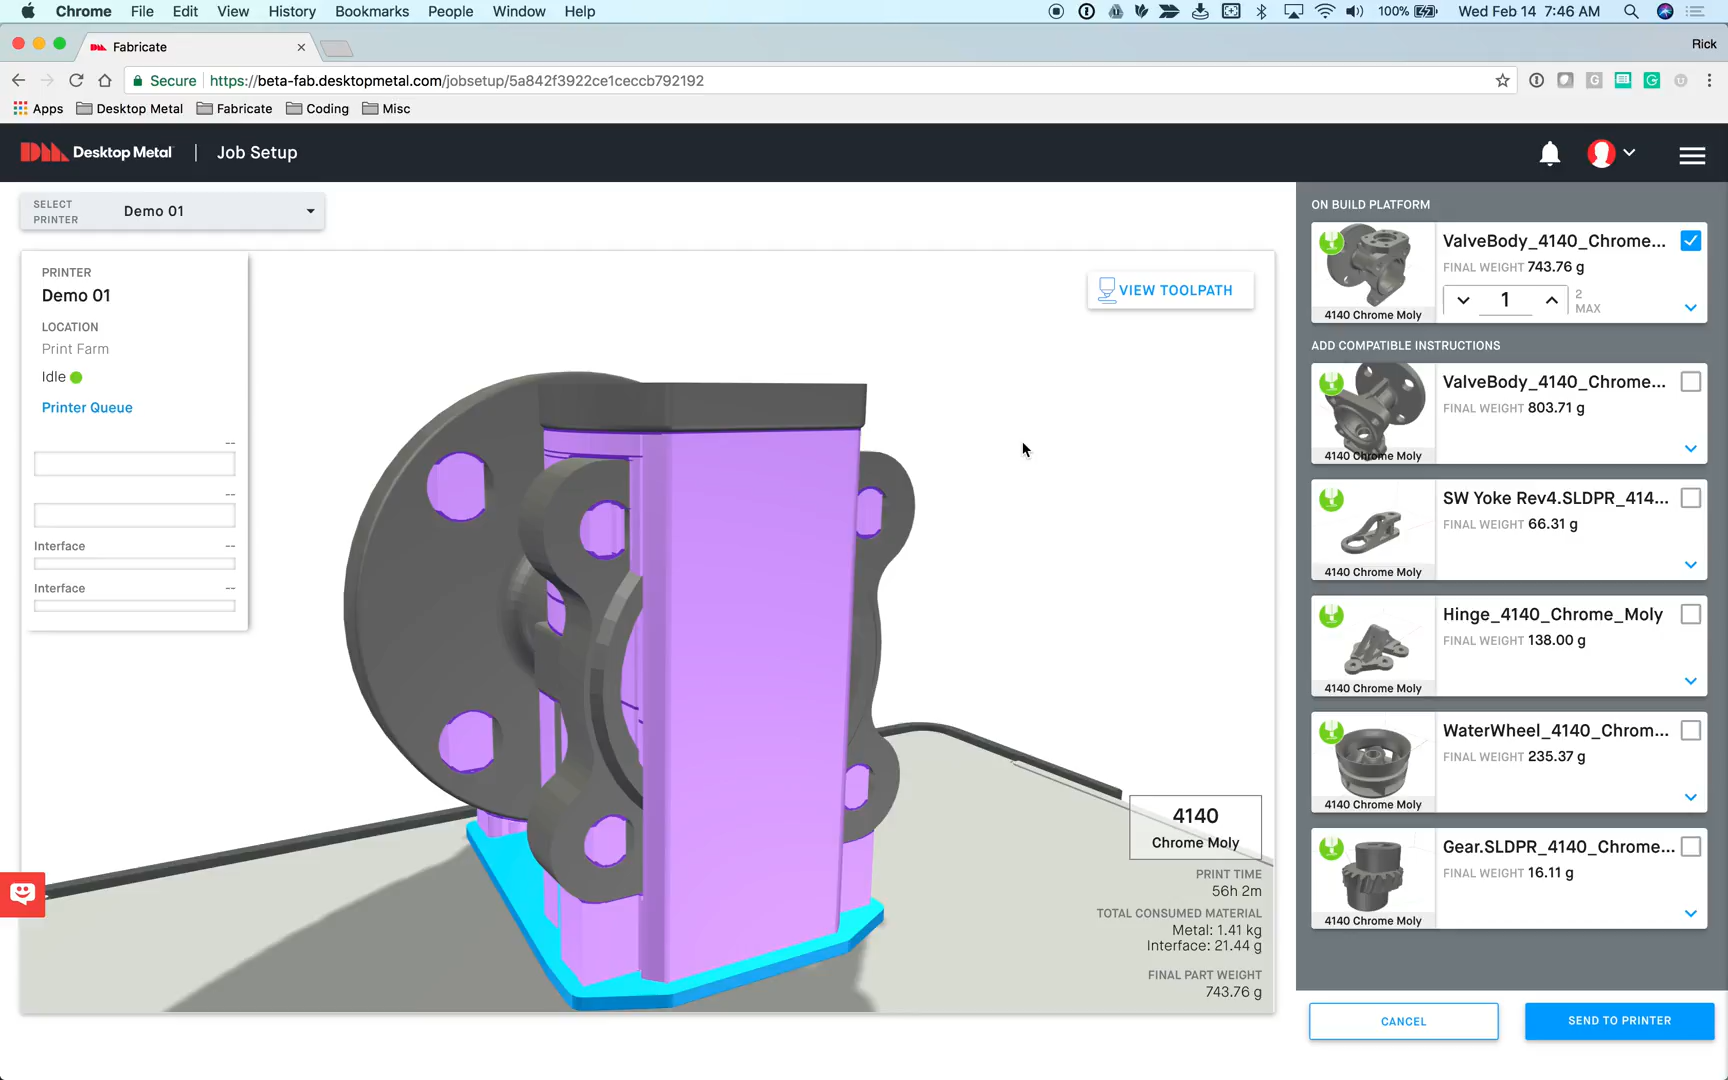 Chrome File Edit View History Bookmarks People Window Help 100% Wed Feb 14 7:46 AM
Fabricate
Rick
Secure https://beta-fab.desktopmetal.com/jobsetup/5a842f3922ce1ceccb792192
Apps Desktop Metal Fabricate Coding Misc
Desktop Metal | Job Setup
SELECT PRINTER Demo 01
PRINTER
Demo 01
LOCATION
Print Farm
Idle
Printer Queue
--
--
Interface --
Interface --
VIEW TOOLPATH
4140
Chrome Moly
PRINT TIME
56h 2m
TOTAL CONSUMED MATERIAL
Metal: 1.41 kg
Interface: 21.44 g
FINAL PART WEIGHT
743.76 g
ON BUILD PLATFORM
ValveBody_4140_Chrome...
FINAL WEIGHT 743.76 g
1
2
MAX
4140 Chrome Moly
ADD COMPATIBLE INSTRUCTIONS
ValveBody_4140_Chrome...
FINAL WEIGHT 803.71 g
4140 Chrome Moly
SW Yoke Rev4.SLDPR_414...
FINAL WEIGHT 66.31 g
4140 Chrome Moly
Hinge_4140_Chrome_Moly
FINAL WEIGHT 138.00 g
4140 Chrome Moly
WaterWheel_4140_Chrom...
FINAL WEIGHT 235.37 g
4140 Chrome Moly
Gear.SLDPR_4140_Chrome...
FINAL WEIGHT 16.11 g
4140 Chrome Moly
CANCEL
SEND TO PRINTER